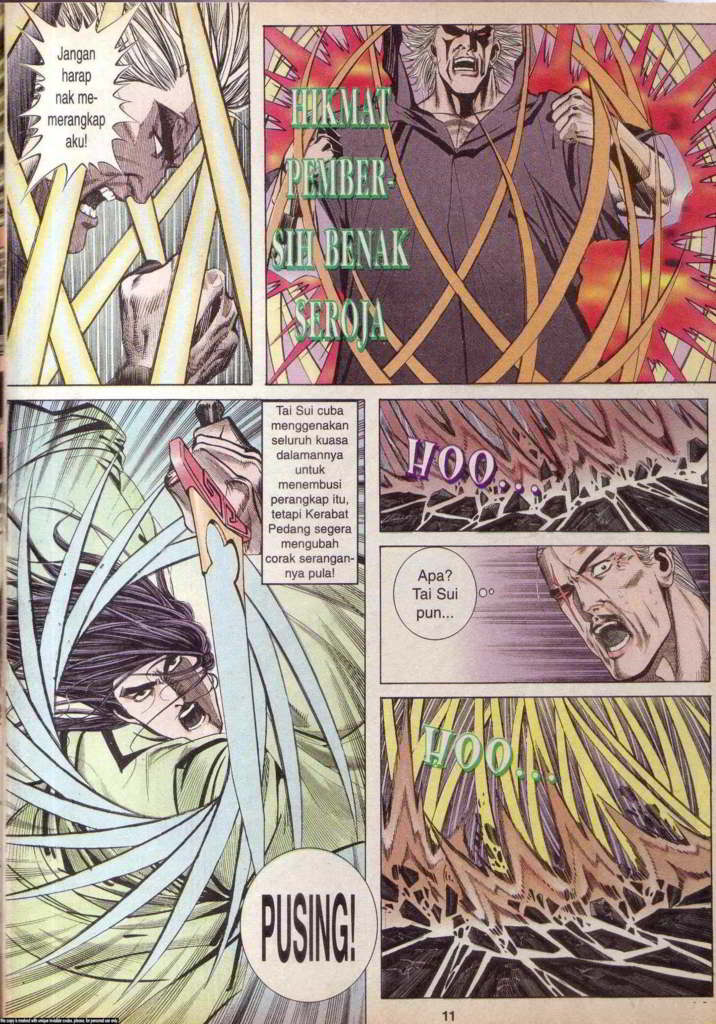 Jangan
harap
nak me-
merangkap
aku!
HIKMAT
PEMBER-
SIH BENAK
SEROJA
Tai Sui cuba
menggenakan
seluruh kuasa
dalamannya
untuk
menembusi
perangkap itu,
tetapi Kerabat
Pedang segera
mengubah
corak serangan-
nya pula!
PUSING!
HOO...
Apa?
Tai Sui
pun...
HOO...
11